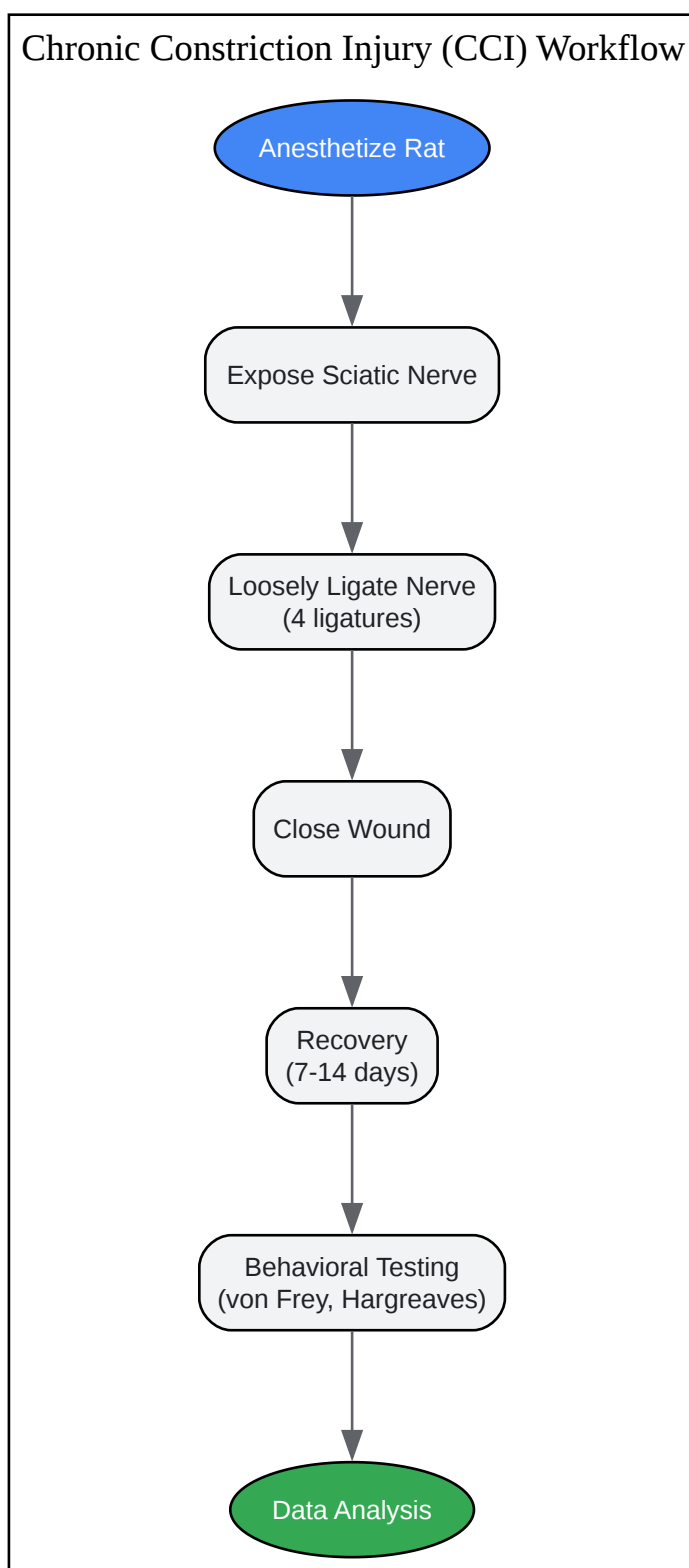 Chronic Constriction Injury (CCI) Workflow
Anesthetize Rat
Expose Sciatic Nerve
Loosely Ligate Nerve
(4 ligatures)
Close Wound
Recovery
(7-14 days)
Behavioral Testing
(von Frey, Hargreaves)
Data Analysis